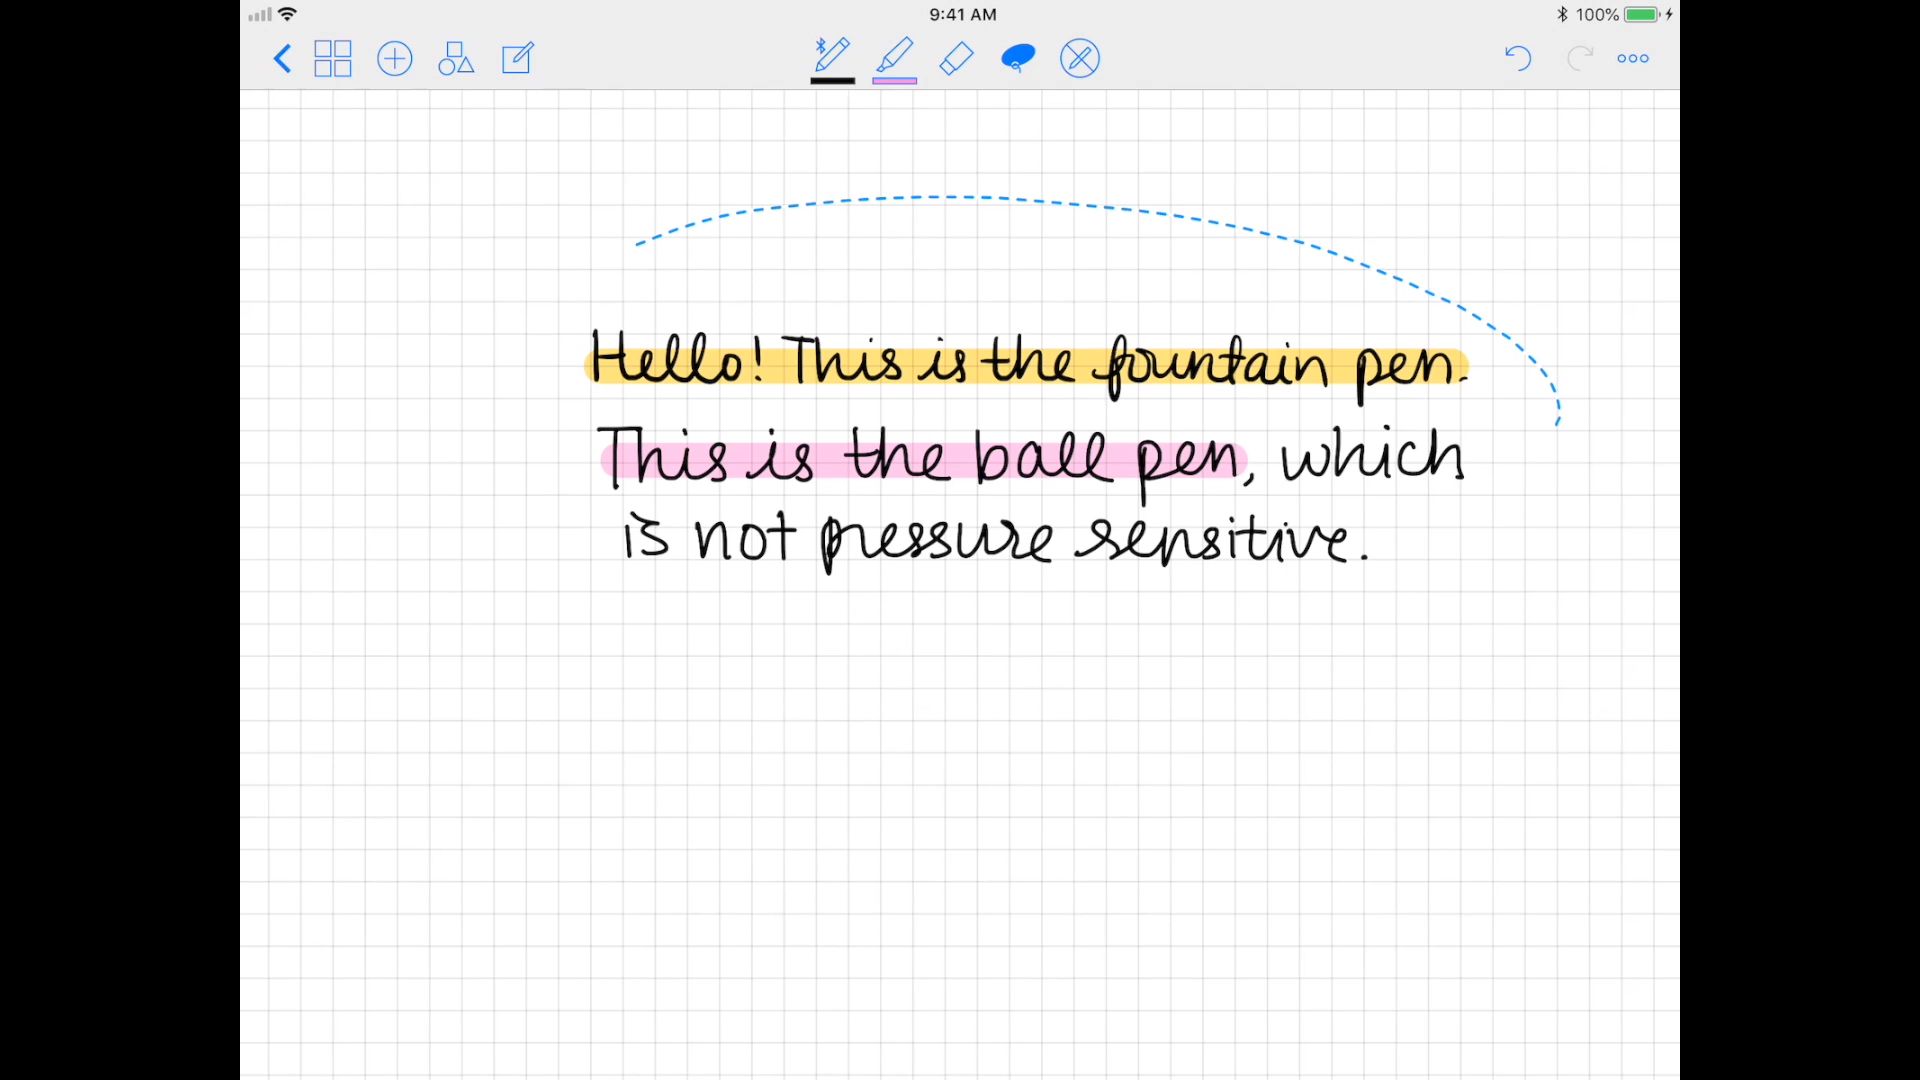 9:41 AM
100%
Hello! This is the fountain pen.
This is the ball pen, which
is not pressure sensitive.